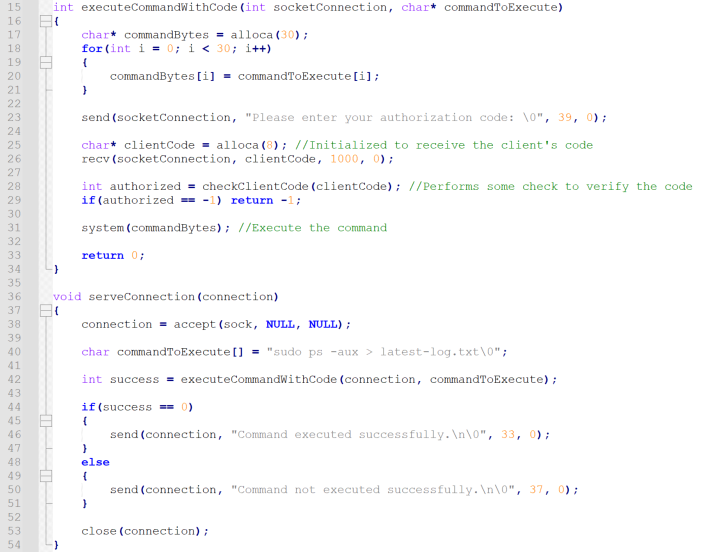 15 int executeCommandWithCode(int socketConnection, char* commandToExecute)
16 {
17     char* commandBytes = alloca(30);
18     for(int i = 0; i < 30; i++)
19     {
20         commandBytes[i] = commandToExecute[i];
21     }
22
23     send(socketConnection, "Please enter your authorization code: \0", 39, 0);
24
25     char* clientCode = alloca(8); //Initialized to receive the client's code
26     recv(socketConnection, clientCode, 1000, 0);
27
28     int authorized = checkClientCode(clientCode); //Performs some check to verify the code
29     if(authorized == -1) return -1;
30
31     system(commandBytes); //Execute the command
32
33     return 0;
34 }
35
36 void serveConnection(connection)
37 {
38     connection = accept(sock, NULL, NULL);
39
40     char commandToExecute[] = "sudo ps -aux > latest-log.txt\0";
41
42     int success = executeCommandWithCode(connection, commandToExecute);
43
44     if(success == 0)
45     {
46         send(connection, "Command executed successfully.\n\0", 33, 0);
47     }
48     else
49     {
50         send(connection, "Command not executed successfully.\n\0", 37, 0);
51     }
52
53     close(connection);
54 }